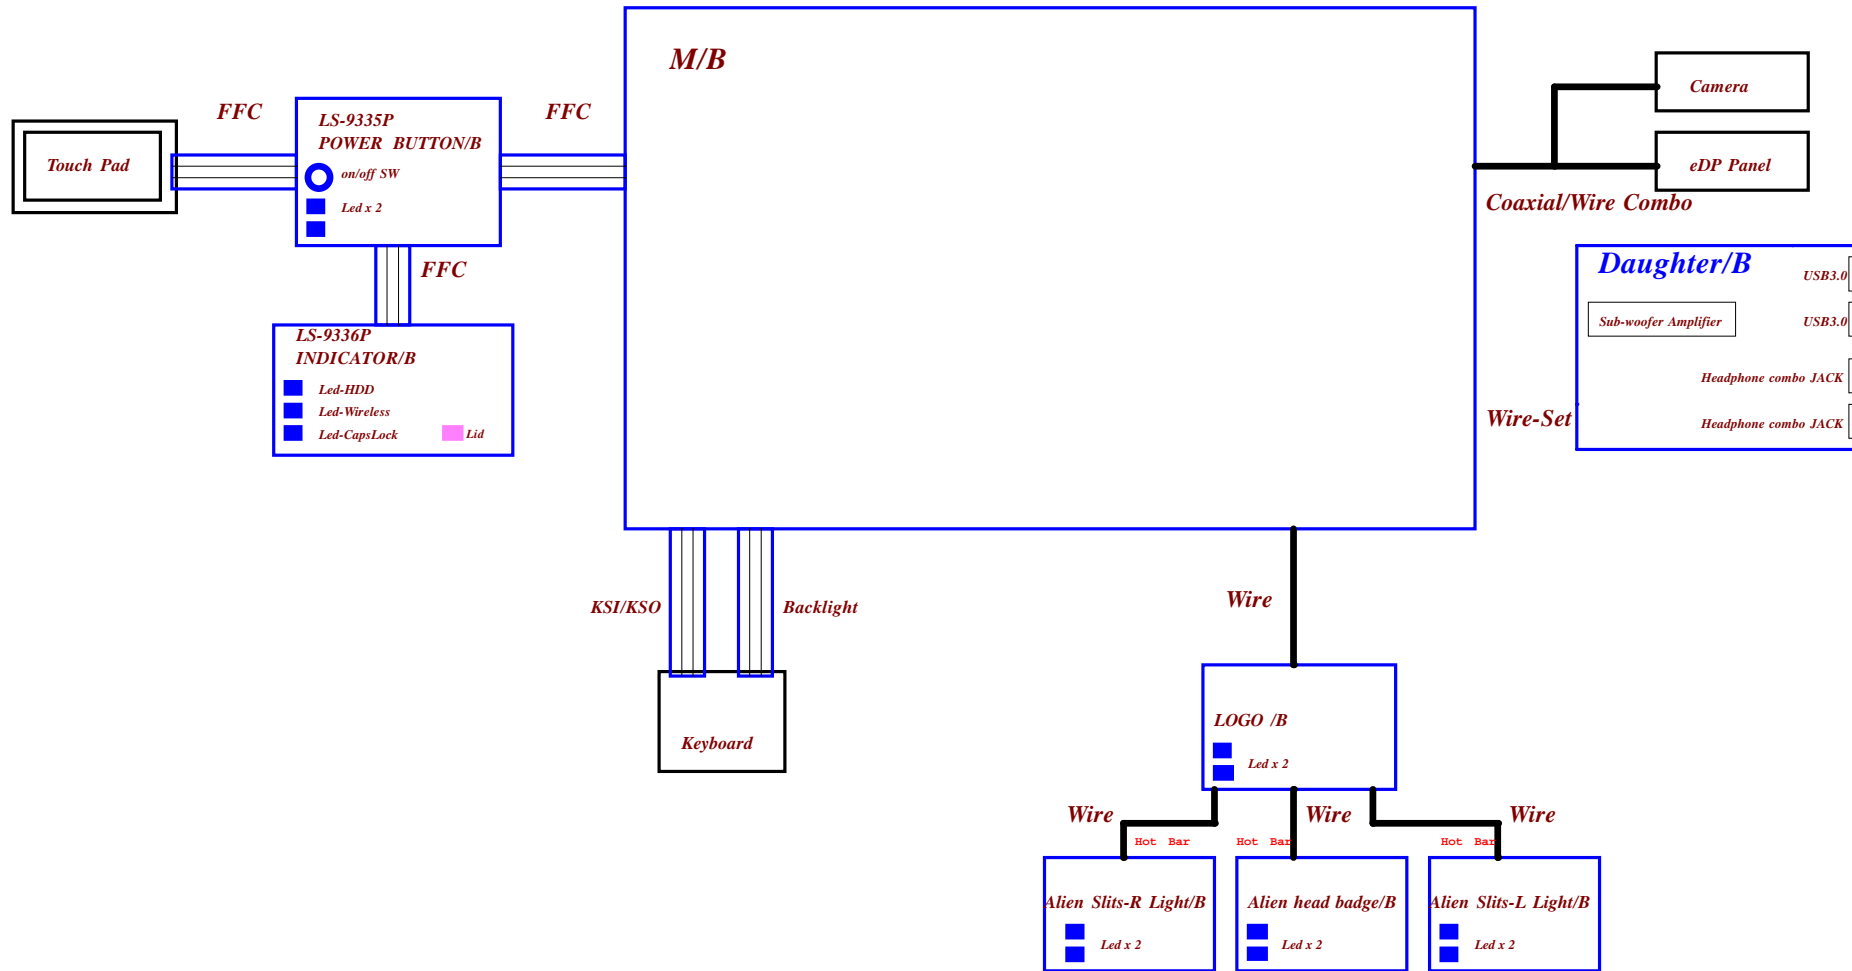 M/B
Camera
FFC
FFC
LS-9335P
POWER BUTTON/B
Touch Pad
eDP Panel
on/off SW
Led x 2
Coaxial/Wire Combo
FFC
Daughter/B
USB3.0
Sub-woofer Amplifier
USB3.0
LS-9336P
INDICATOR/B
Headphone combo JACK
Led-HDD
Led-Wireless
Wire-Set
Headphone combo JACK
Led-CapsLock
Lid
KSI/KSO
Backlight
Wire
LOGO /B
Keyboard
Led x 2
Wire
Wire
Wire
Hot Bar
Hot Bar
Hot Bar
Alien Slits-R Light/B
Alien head badge/B
Alien Slits-L Light/B
Led x 2
Led x 2
Led x 2